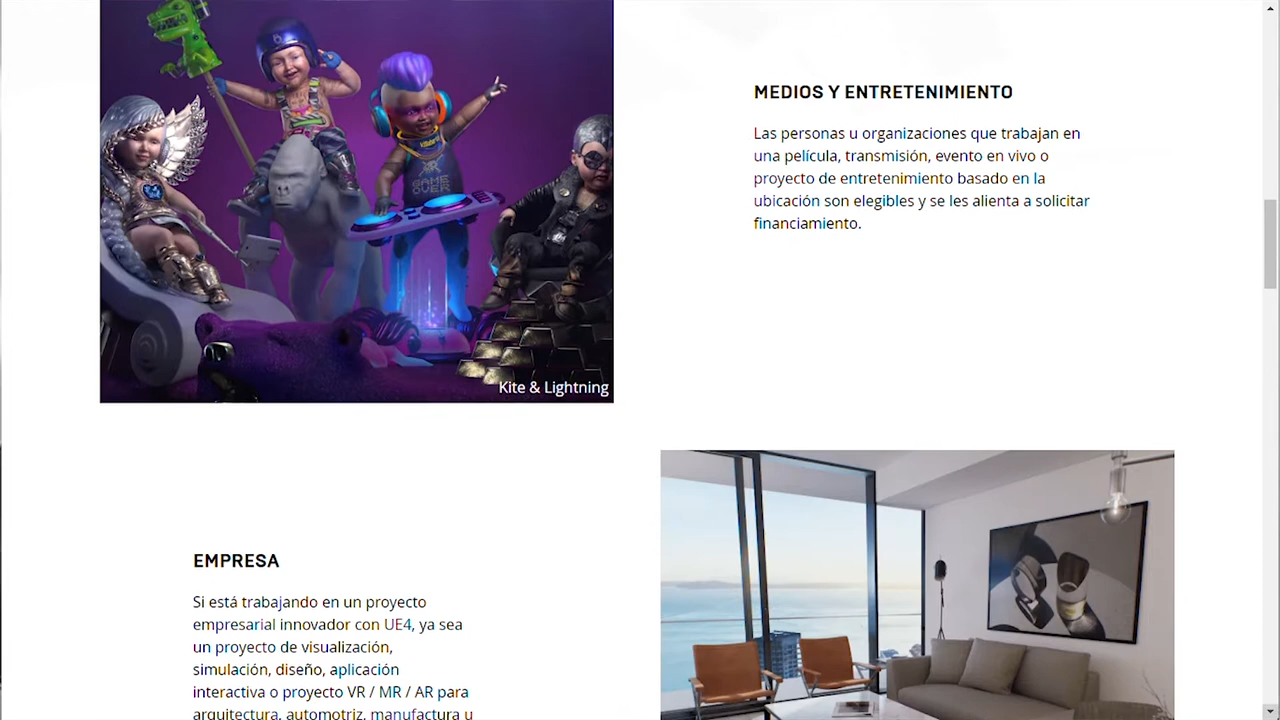 GAME
OVER
Kite & Lightning
MEDIOS Y ENTRETENIMIENTO
Las personas u organizaciones que trabajan en
una película, transmisión, evento en vivo o
proyecto de entretenimiento basado en la
ubicación son elegibles y se les alienta a solicitar
financiamiento.
EMPRESA
Si está trabajando en un proyecto
empresarial innovador con UE4, ya sea
un proyecto de visualización,
simulación, diseño, aplicación
interactiva o proyecto VR / MR / AR para
arquitectura, automotriz, manufactura u